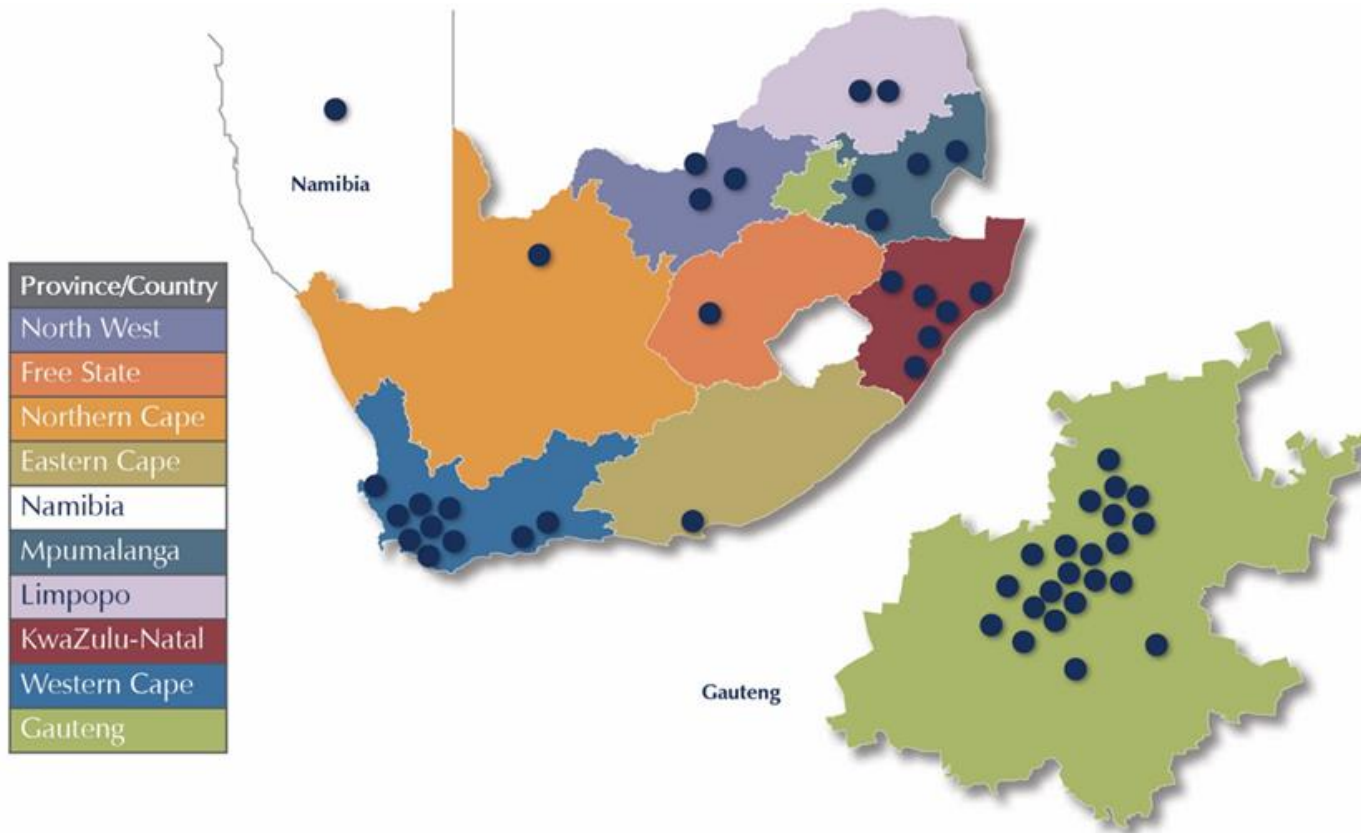 Namibia
Province/Country
North West
Free State
Northern Cape
Eastern Cape
Namibia
Mpumalanga
Limpopo
KwaZulu-Natal
Western Cape
Gauteng
Gauteng